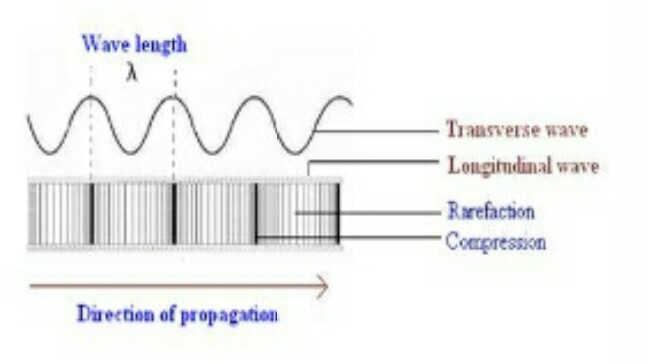 Wave length
λ
Transverse wave
Longitudinal wave
Rarefaction
Compression
Direction of propagation